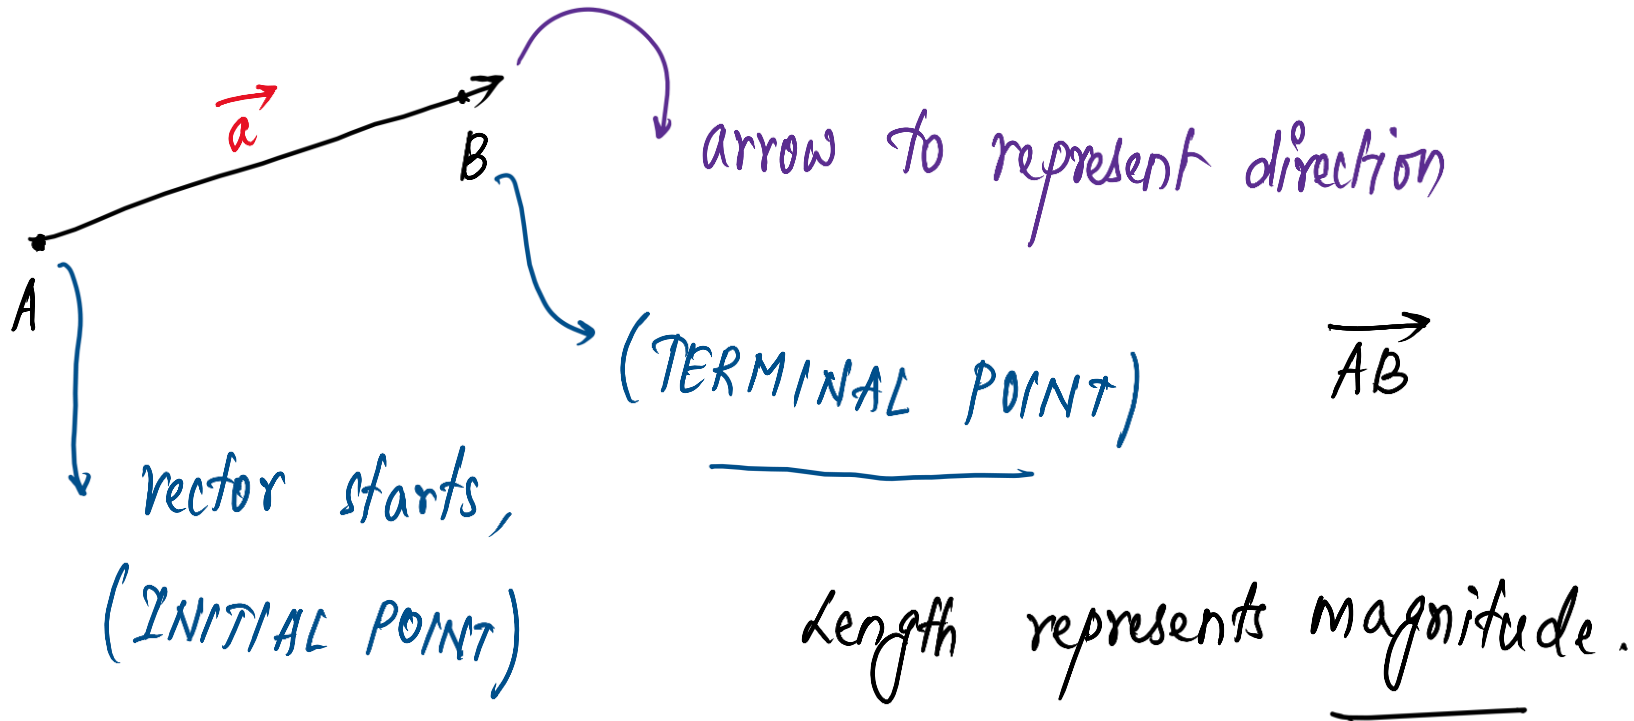 a
B
arrow to represent direction
A
(TERMINAL POINT)
AB
vector starts,
(INITIAL POINT)
Length represents magnitude.